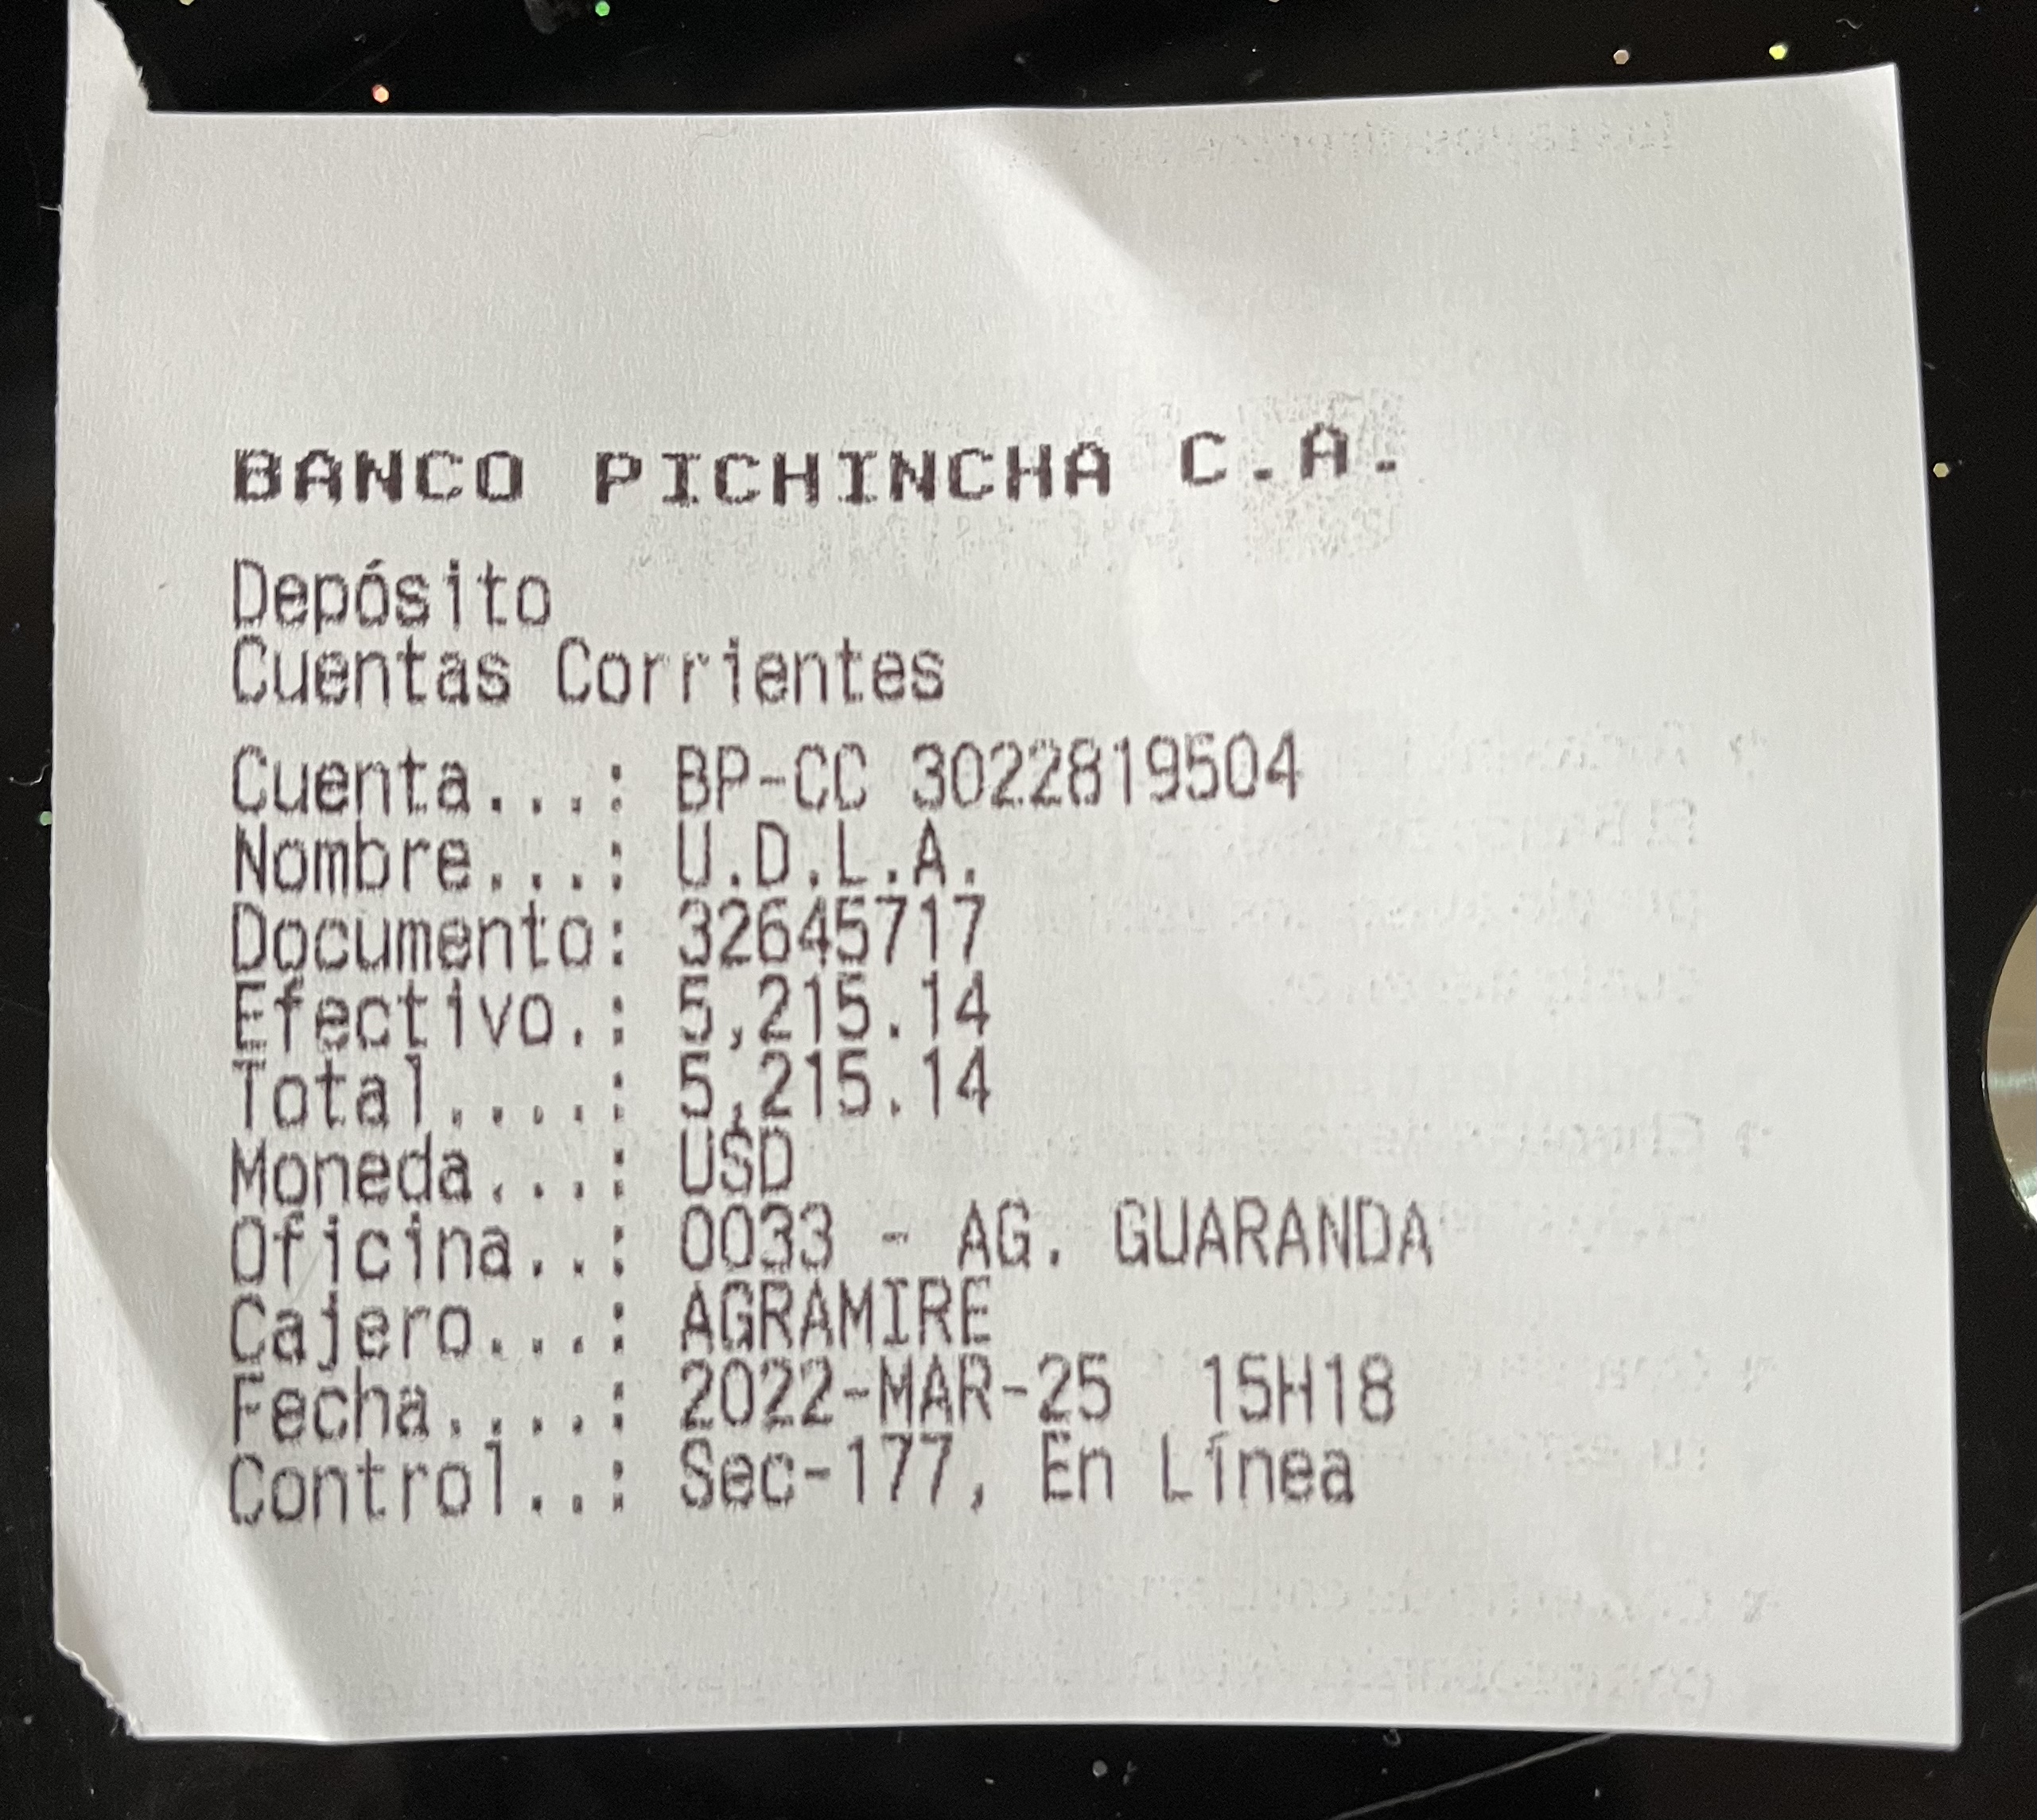 BANCO PICHINCHA C.A.
Depósito
Cuentas Corrientes
Cuenta...: BP-CC 3022819504
Nombre...: U.D.L.A.
Documento: 32645717
Efectivo.: 5,215.14
Total....: 5,215.14
Moneda...: USD
Oficina..: 0033 - AG. GUARANDA
Cajero...: AGRAMIRE
Fecha....: 2022-MAR-25 15H18
Control..: Sec-177, En Línea